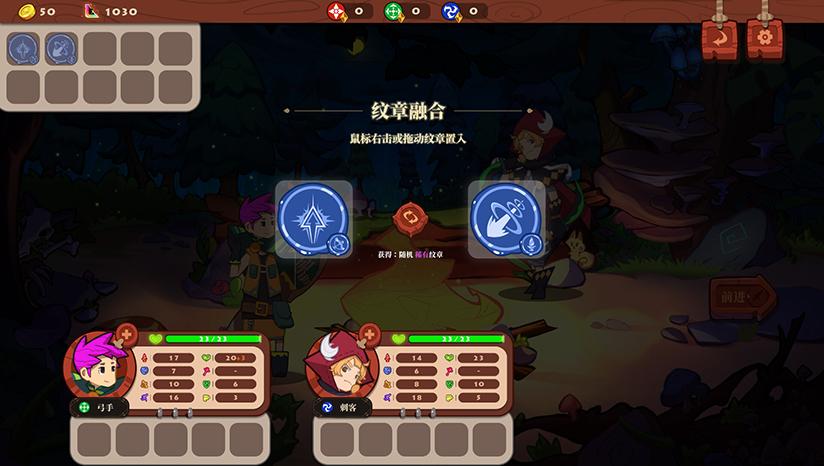 50 1030 0 0 0
纹章融合
鼠标右击或拖动纹章置入
获得：随机 稀有纹章
前进
23/23
17 20+3
7 -
10 6
16 3
弓手
23/23
14 23
6 -
8 10
18 5
刺客